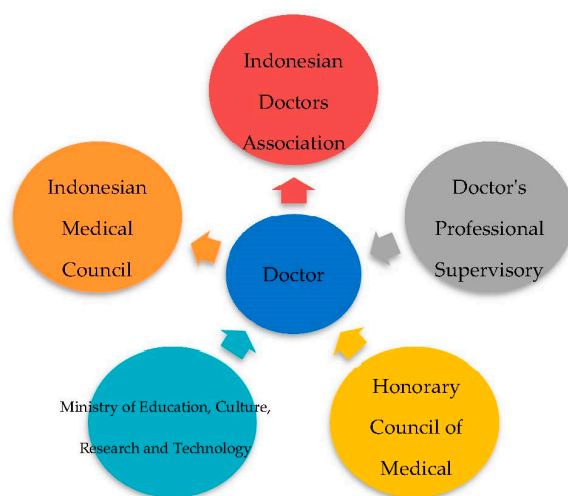 Indonesian
Doctors
Association
Indonesian
Medical
Council
Doctor's
Professional
Supervisory
Doctor
Ministry of Education, Culture,
Research and Technology
Honorary
Council of
Medical